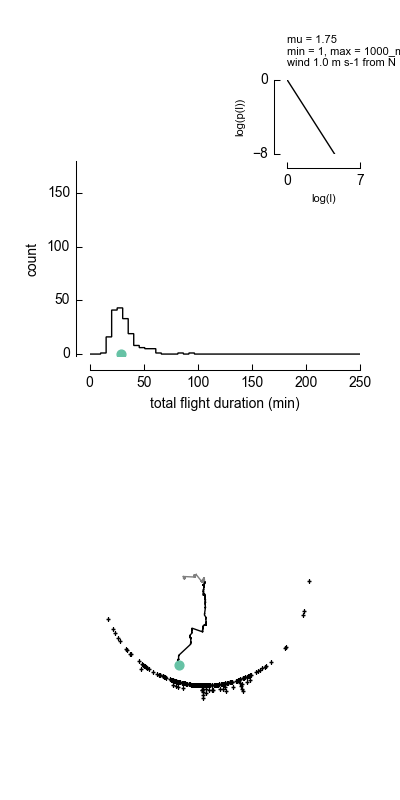 mu = 1.75
min = 1, max = 1000_m
wind 1.0 m s-1 from N
0
log(p(l))
−8
0 7
log(l)
150
100
count
50
0
0 50 100 150 200 250
total flight duration (min)